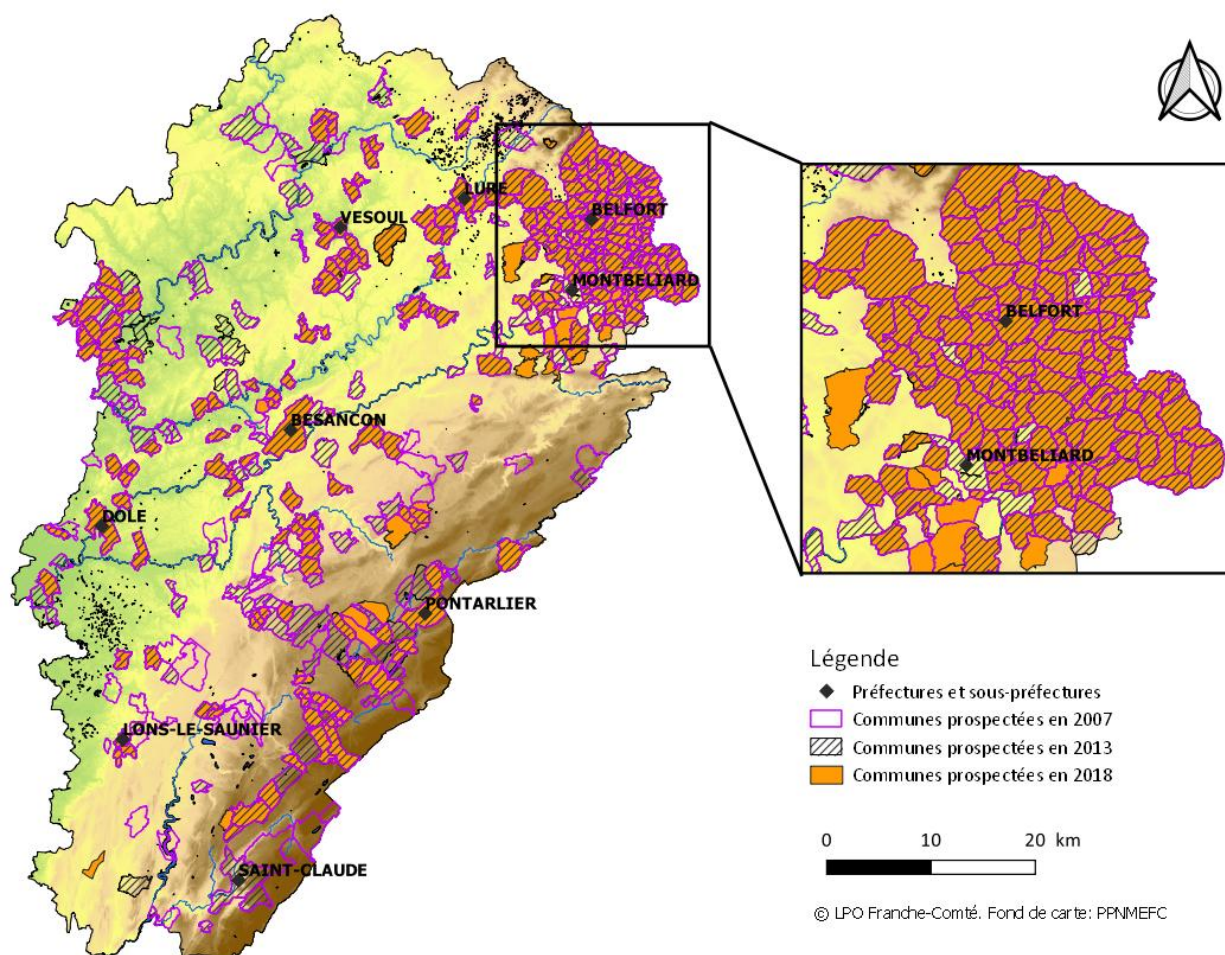 LURE
VESOUL
BELFORT
MONTBELIARD
BESANCON
DOLE
PONTARLIER
LONS-LE-SAUNIER
SAINT-CLAUDE
BELFORT
MONTBELIARD
Légende
Préfectures et sous-préfectures
Communes prospectées en 2007
Communes prospectées en 2013
Communes prospectées en 2018
0 10 20 km
© LPO Franche-Comté. Fond de carte: PPNMEFC